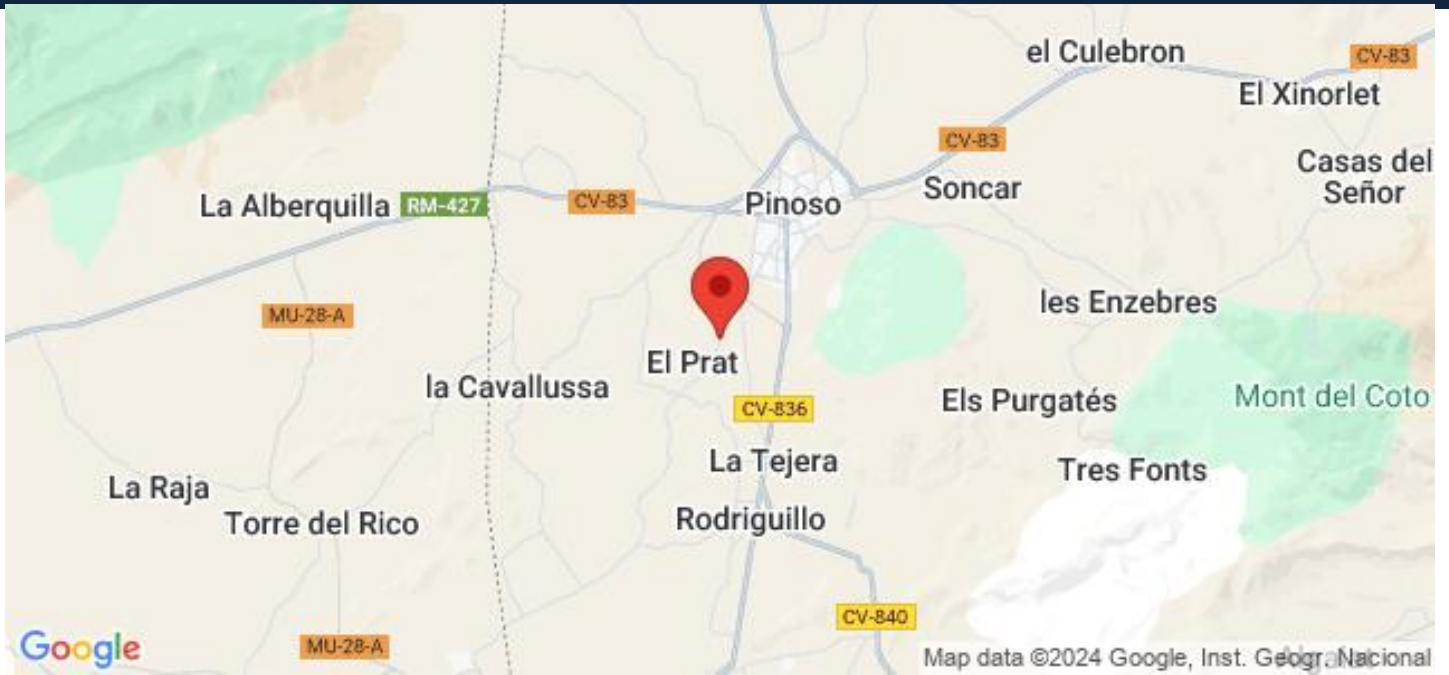 el Culebron
CV-83
El Xinorlet
CV-83
Casas del
Señor
La Alberquilla
RM-427
CV-83
Pinoso
Soncar
les Enzebres
MU-28-A
El Prat
la Cavallussa
CV-836
Els Purgatés
Mont del Coto
La Tejera
Tres Fonts
La Raja
Torre del Rico
Rodriguillo
CV-840
Google
MU-28-A
Map data ©2024 Google, Inst. Geogr. Nacional